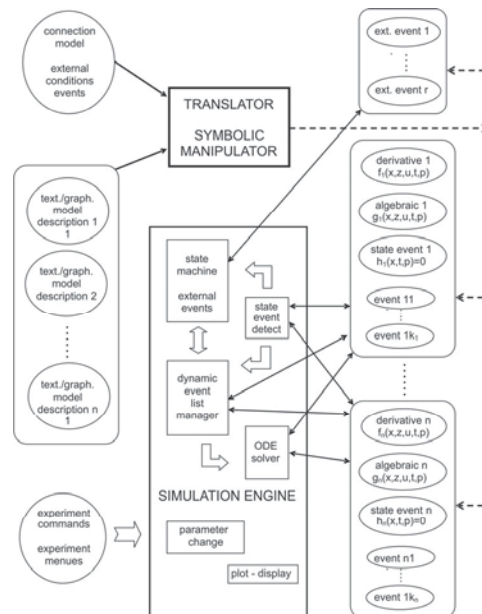 connection
model
external
conditions
events
TRANSLATOR
SYMBOLIC
MANIPULATOR
ext. event 1
ext. event r
text./graph.
model
description 1
1
text./graph.
model
description 2
text./graph.
model
description n
1
state
machine
external
events
state
event
detect
dynamic
event
list
manager
ODE
solver
SIMULATION ENGINE
parameter
change
plot - display
experiment
commands
experiment
menues
derivative 1
f₁(x,z,u,t,p)
algebraic 1
g₁(x,z,u,t,p)
state event 1
h₁(x,t,p)=0
event 11
event 1k₁
derivative n
fₙ(x,z,u,t,p)
algebraic n
gₙ(x,z,u,t,p)
state event n
hₙ(x,t,p)=0
event n1
event 1kₙ